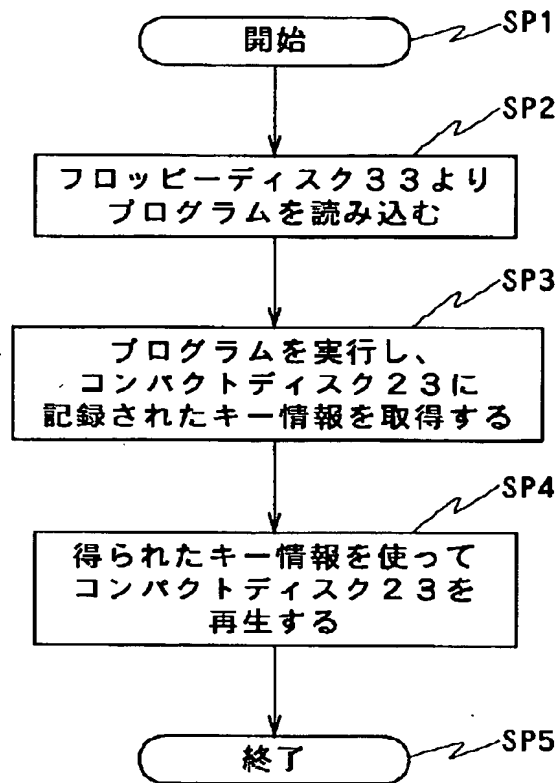 SP1
開始
SP2
フロッピーディスク33より
プログラムを読み込む
SP3
プログラムを実行し、
コンパクトディスク23に
記録されたキー情報を取得する
SP4
得られたキー情報を使って
コンパクトディスク23を
再生する
SP5
終了